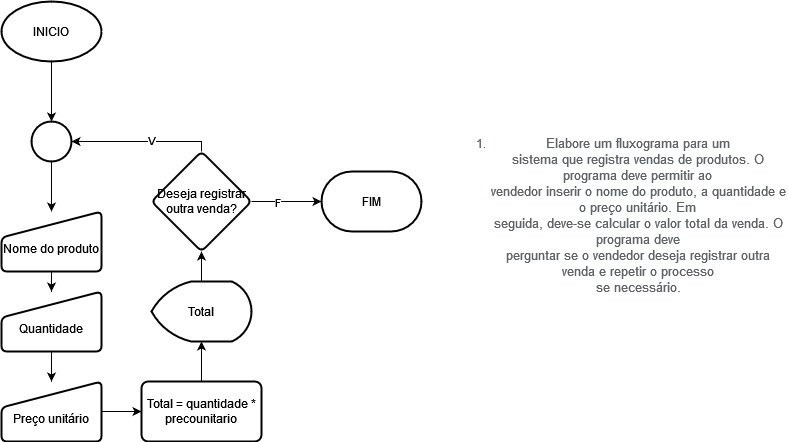 INICIO
V
Deseja registrar
outra venda?
F
FIM
Nome do produto
Quantidade
Total
Preço unitário
Total = quantidade *
precounitario
1. Elabore um fluxograma para um
sistema que registra vendas de produtos. O
programa deve permitir ao
vendedor inserir o nome do produto, a quantidade e
o preço unitário. Em
seguida, deve-se calcular o valor total da venda. O
programa deve
perguntar se o vendedor deseja registrar outra
venda e repetir o processo
se necessário.